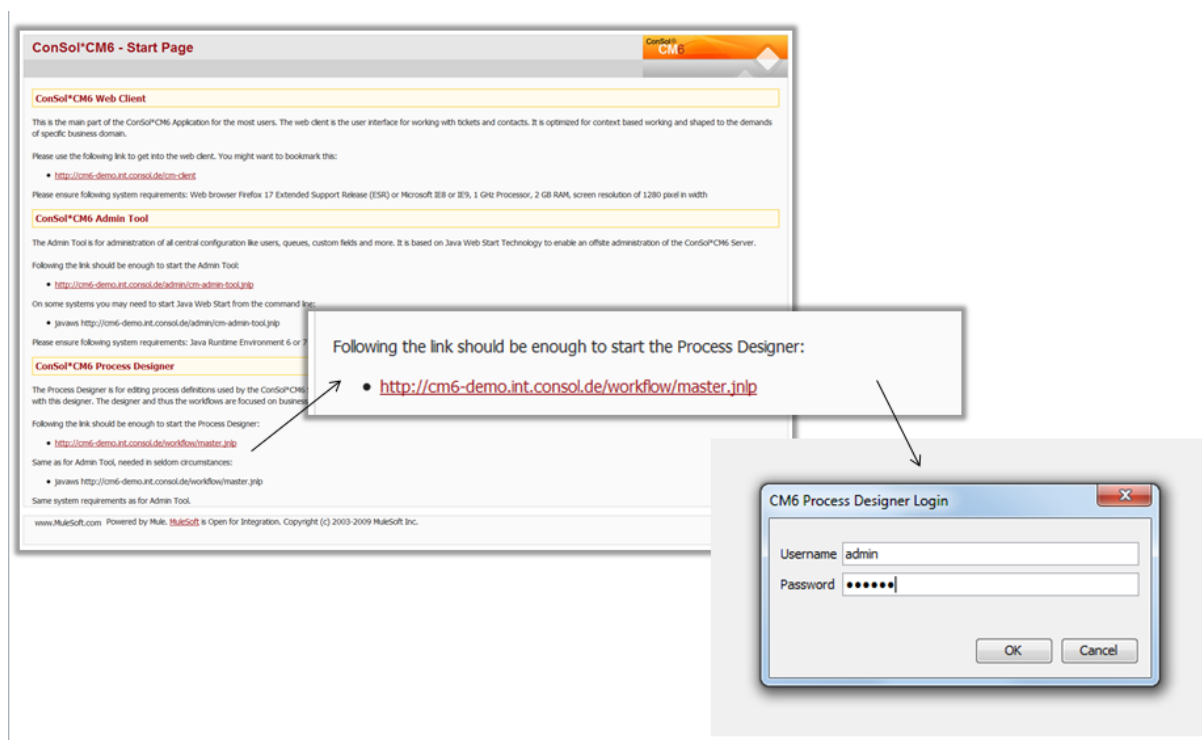 ConSol*CM6 - Start Page
ConSol®
CM6
ConSol*CM6 Web Client
This is the main part of the ConSol*CM6 Application for the most users. The web client is the user interface for working with tickets and contacts. It is optimized for context based working and shaped to the demands
of specific business domain.
Please use the following link to get into the web client. You might want to bookmark this:
• http://cm6-demo.int.consol.de/cm-client
Please ensure following system requirements: Web browser Firefox 17 Extended Support Release (ESR) or Microsoft IE8 or IE9, 1 GHz Processor, 2 GB RAM, screen resolution of 1280 pixel in width
ConSol*CM6 Admin Tool
The Admin Tool is for administration of all central configuration like users, queues, custom fields and more. It is based on Java Web Start Technology to enable an offsite administration of the ConSol*CM6 Server.
Following the link should be enough to start the Admin Tool:
• http://cm6-demo.int.consol.de/admin/cm-admin-tool.jnlp
On some systems you may need to start Java Web Start from the command line:
• javaws http://cm6-demo.int.consol.de/admin/cm-admin-tool.jnlp
Please ensure following system requirements: Java Runtime Environment 6 or 7
ConSol*CM6 Process Designer
The Process Designer is for editing process definitions used by the ConSol*CM6
with this designer. The designer and thus the workflows are focused on business
Following the link should be enough to start the Process Designer:
• http://cm6-demo.int.consol.de/workflow/master.jnlp
Same as for Admin Tool, needed in seldom circumstances:
• javaws http://cm6-demo.int.consol.de/workflow/master.jnlp
Same system requirements as for Admin Tool.
www.MuleSoft.com Powered by Mule. MuleSoft is Open for Integration. Copyright (c) 2003-2009 MuleSoft Inc.
Following the link should be enough to start the Process Designer:
• http://cm6-demo.int.consol.de/workflow/master.jnlp
CM6 Process Designer Login
Username admin
Password ●●●●●●
OK Cancel